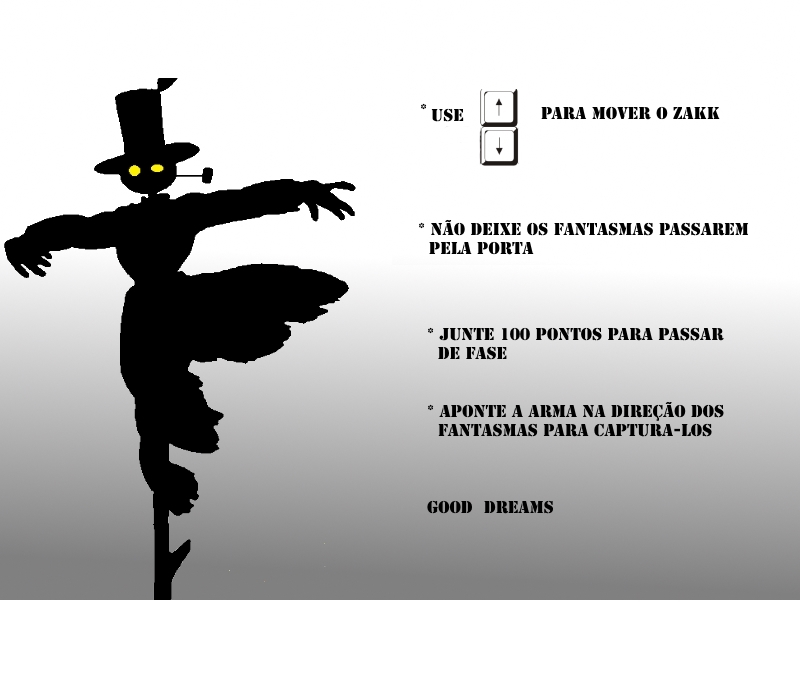 * USE ↑ PARA MOVER O ZAKK
↓
* NÃO DEIXE OS FANTASMAS PASSAREM
PELA PORTA
* JUNTE 100 PONTOS PARA PASSAR
DE FASE
* APONTE A ARMA NA DIREÇÃO DOS
FANTASMAS PARA CAPTURA-LOS
GOOD DREAMS